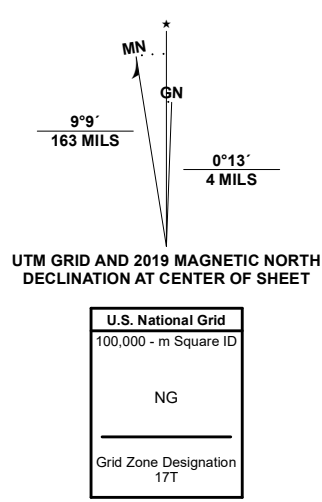 MN
GN
9°9´
163 MILS
0°13´
4 MILS
UTM GRID AND 2019 MAGNETIC NORTH
DECLINATION AT CENTER OF SHEET
U.S. National Grid
100,000 - m Square ID
NG
Grid Zone Designation
17T